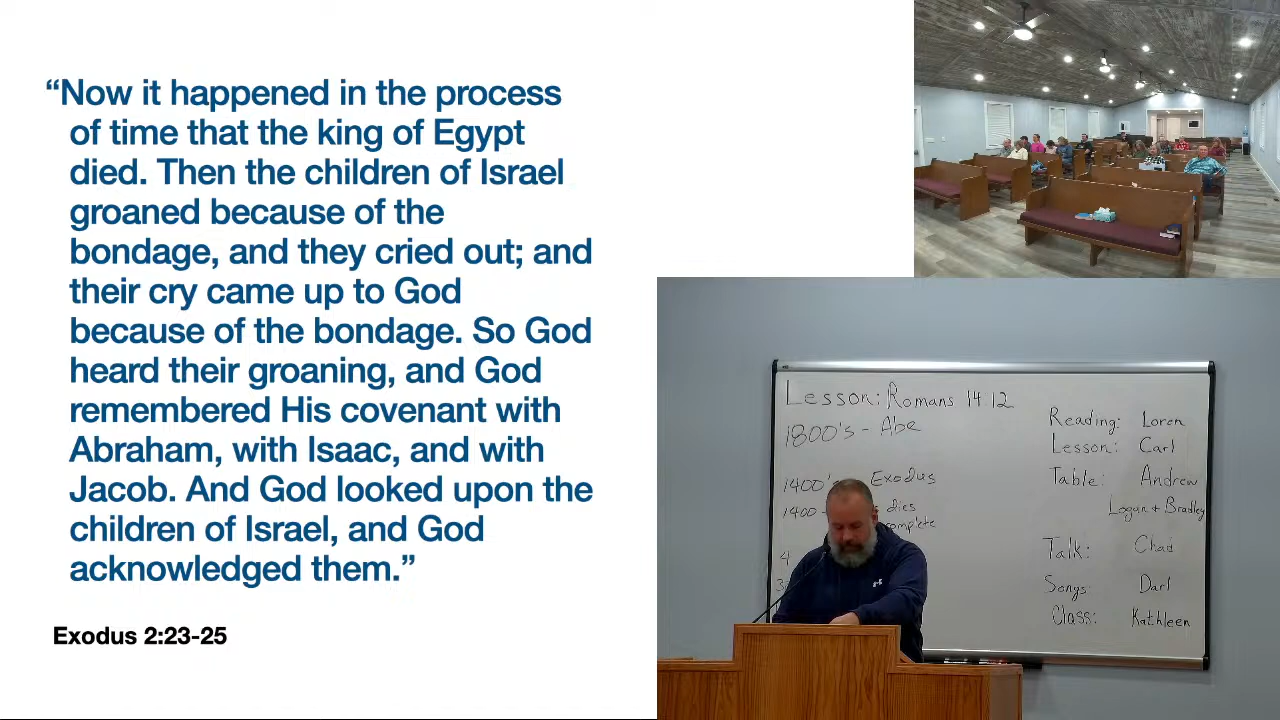 “Now it happened in the process
of time that the king of Egypt
died. Then the children of Israel
groaned because of the
bondage, and they cried out; and
their cry came up to God
because of the bondage. So God
heard their groaning, and God
remembered His covenant with
Abraham, with Isaac, and with
Jacob. And God looked upon the
children of Israel, and God
acknowledged them.”
Exodus 2:23-25
Lesson: Romans 14:12
1800's - Abe
1400's Exodus
1400 - dies
4
3
Reading: Loren
Lesson: Carl
Table: Andrew
Logan + Bradley
Talk: Chad
Songs: Darl
Class: Kathleen